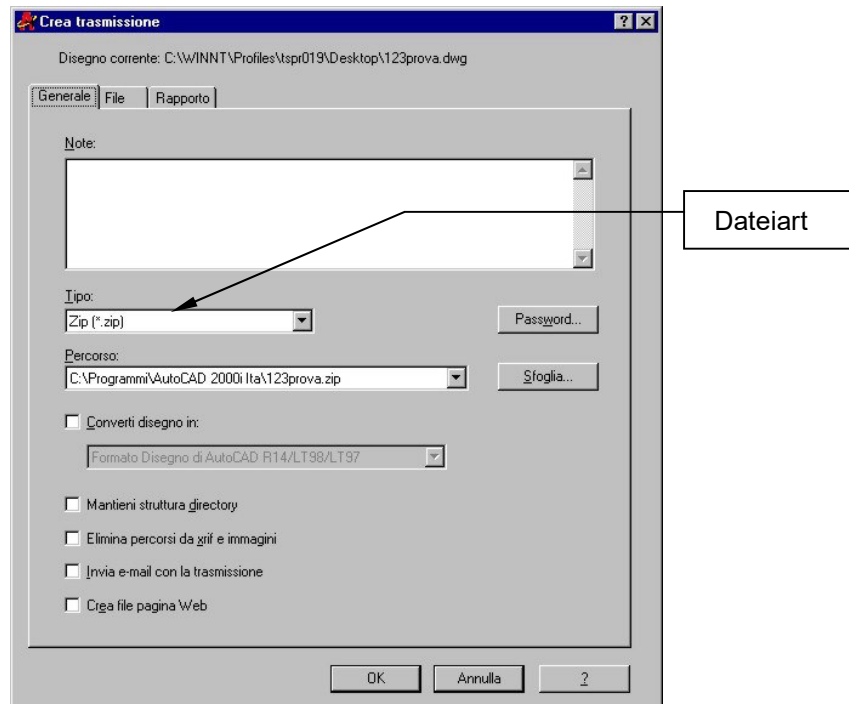 Crea trasmissione
Disegno corrente: C:\WINNT\Profiles\tspr019\Desktop\123prova.dwg
Generale File Rapporto
Note:
Dateiart
Tipo:
Zip (*.zip)
Password...
Percorso:
C:\Programmi\AutoCAD 2000i Ita\123prova.zip
Sfoglia...
Converti disegno in:
Formato Disegno di AutoCAD R14/LT98/LT97
Mantieni struttura directory
Elimina percorsi da xrif e immagini
Invia e-mail con la trasmissione
Crea file pagina Web
OK Annulla ?